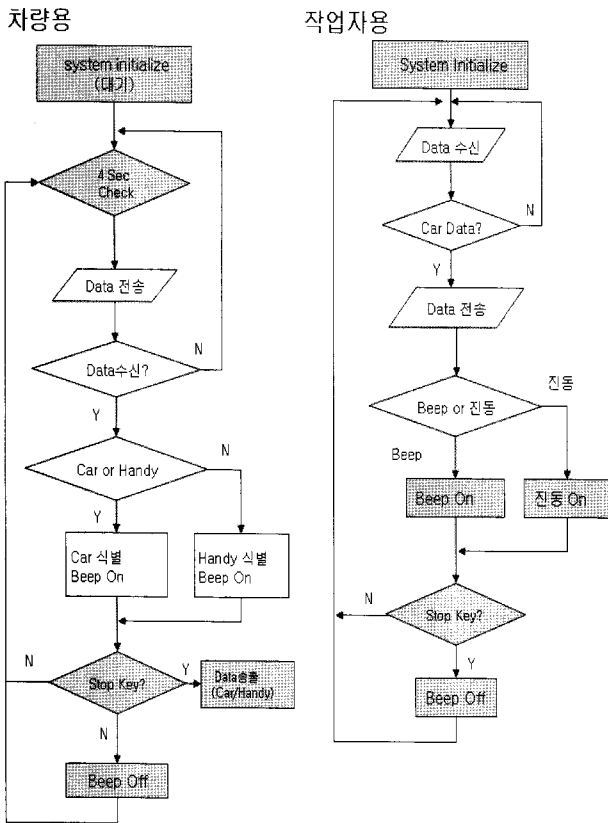 차량용
system initialize
(대기)
4 Sec
Check
Data 전송
Data수신?
N
Y
Car or Handy
N
Y
Car 식별
Beep On
Handy 식별
Beep On
N
Stop Key?
Y
Data송출
(Car/Handy)
N
Beep Off
작업자용
System Initialize
Data 수신
Car Data?
N
Y
Data 전송
Beep or 진동
진동
Beep
Beep On
진동 On
N
Stop Key?
Y
Beep Off